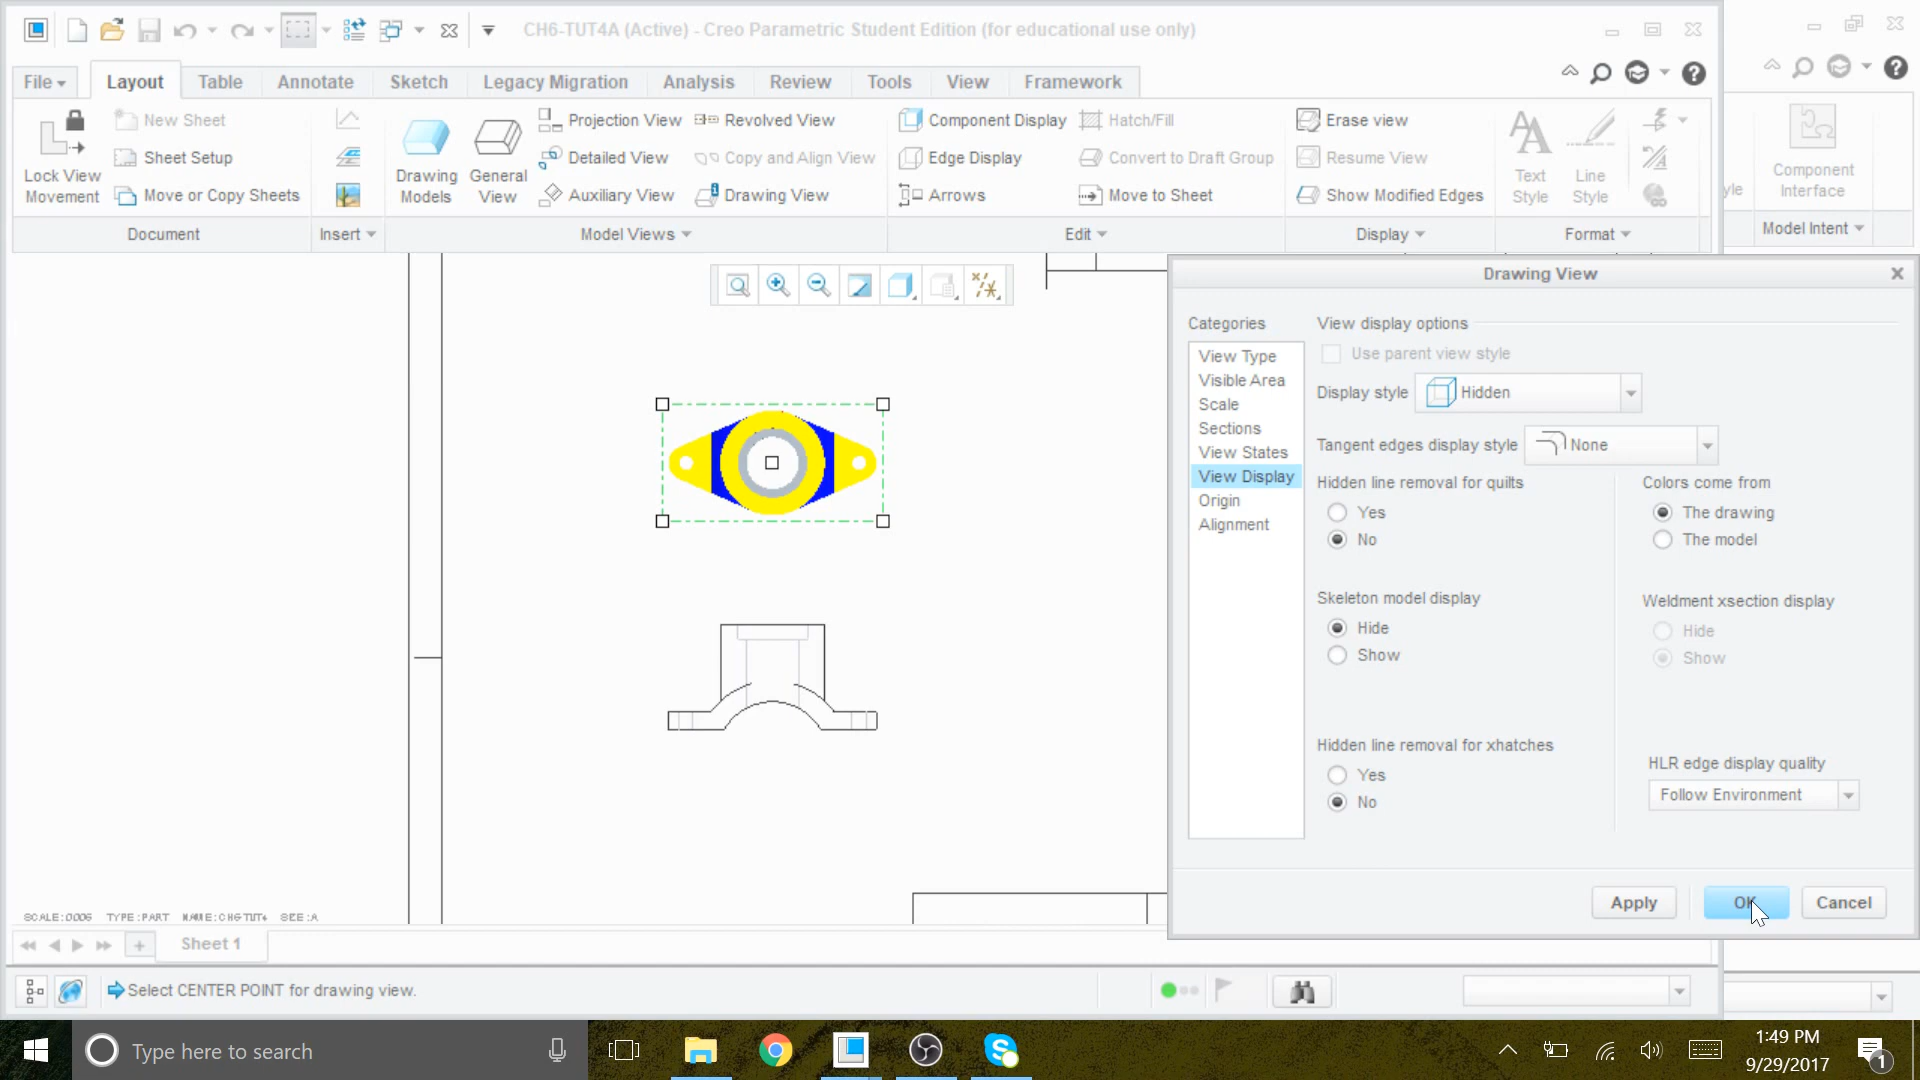 CH6-TUT4A (Active) - Creo Parametric Student Edition (for educational use only)
File Layout Table Annotate Sketch Legacy Migration Analysis Review Tools View Framework
Lock View Movement
New Sheet
Sheet Setup
Move or Copy Sheets
Document
Insert
Drawing Models
General View
Projection View
Detailed View
Auxiliary View
Revolved View
Copy and Align View
Drawing View
Model Views
Component Display
Edge Display
Arrows
Hatch/Fill
Convert to Draft Group
Move to Sheet
Edit
Erase view
Resume View
Show Modified Edges
Display
Text Style
Line Style
Format
yle
Component Interface
Model Intent
Drawing View
Categories
View Type
Visible Area
Scale
Sections
View States
View Display
Origin
Alignment
View display options
Use parent view style
Display style Hidden
Tangent edges display style None
Hidden line removal for quilts
Yes
No
Colors come from
The drawing
The model
Skeleton model display
Hide
Show
Weldment xsection display
Hide
Show
Hidden line removal for xhatches
Yes
No
HLR edge display quality
Follow Environment
Apply OK Cancel
Sheet 1
Select CENTER POINT for drawing view.
Type here to search
1:49 PM
9/29/2017
1